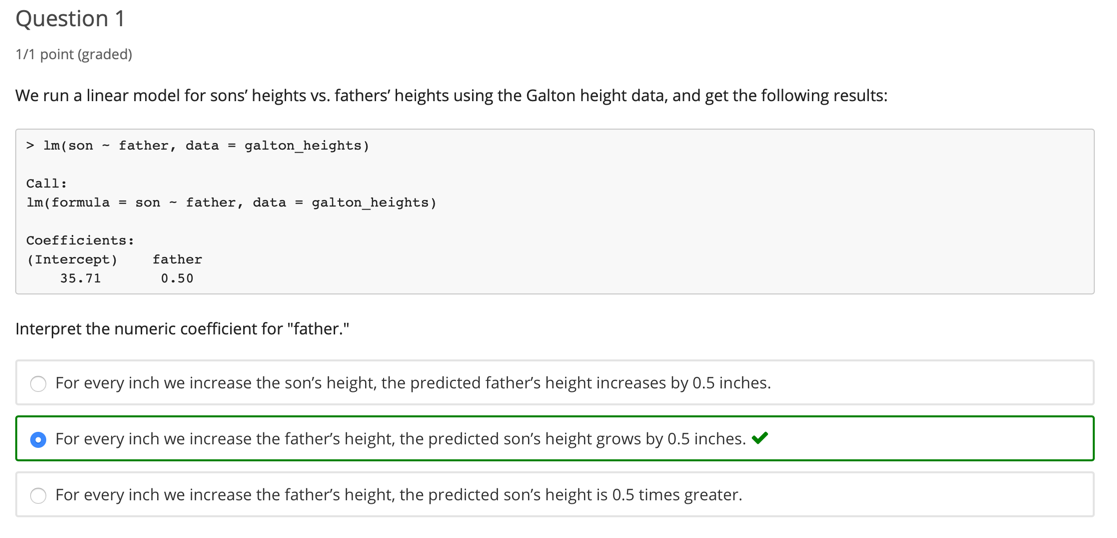 Question 1
1/1 point (graded)
We run a linear model for sons’ heights vs. fathers’ heights using the Galton height data, and get the following results:
> lm(son ~ father, data = galton_heights)
Call:
lm(formula = son ~ father, data = galton_heights)
Coefficients:
(Intercept)    father
35.71    0.50
Interpret the numeric coefficient for "father."
For every inch we increase the son’s height, the predicted father’s height increases by 0.5 inches.
For every inch we increase the father’s height, the predicted son’s height grows by 0.5 inches.
For every inch we increase the father’s height, the predicted son’s height is 0.5 times greater.